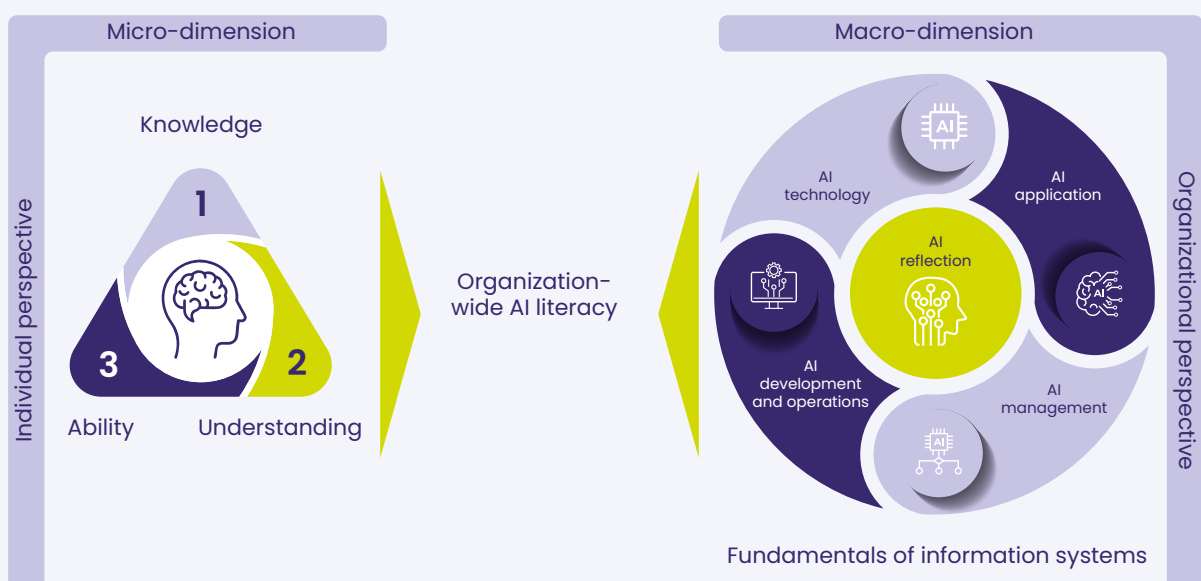 Micro-dimension
Individual perspective
Knowledge
1
3
2
Ability
Understanding
Organization-
wide AI literacy
Macro-dimension
Organizational perspective
AI
AI
technology
AI
application
AI
reflection
AI
AI
development
and operations
AI
management
AI
Fundamentals of information systems